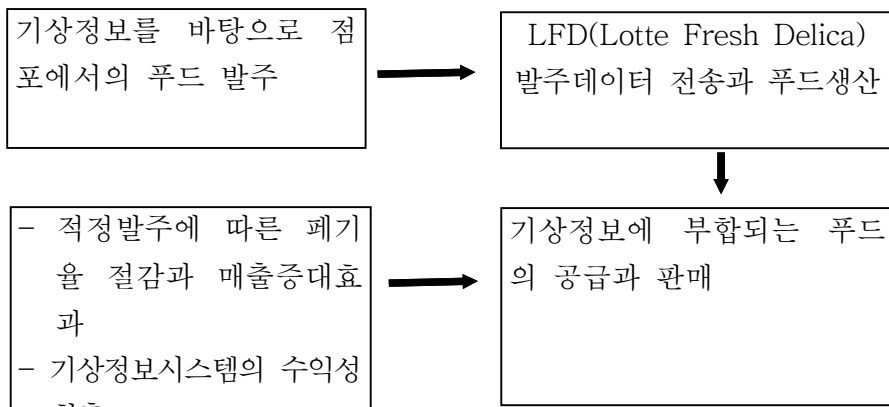 기상정보를 바탕으로 점
포에서의 푸드 발주
LFD(Lotte Fresh Delica)
발주데이터 전송과 푸드생산
- 적정발주에 따른 폐기
율 절감과 매출증대효
과
- 기상정보시스템의 수익성
기상정보에 부합되는 푸드
의 공급과 판매